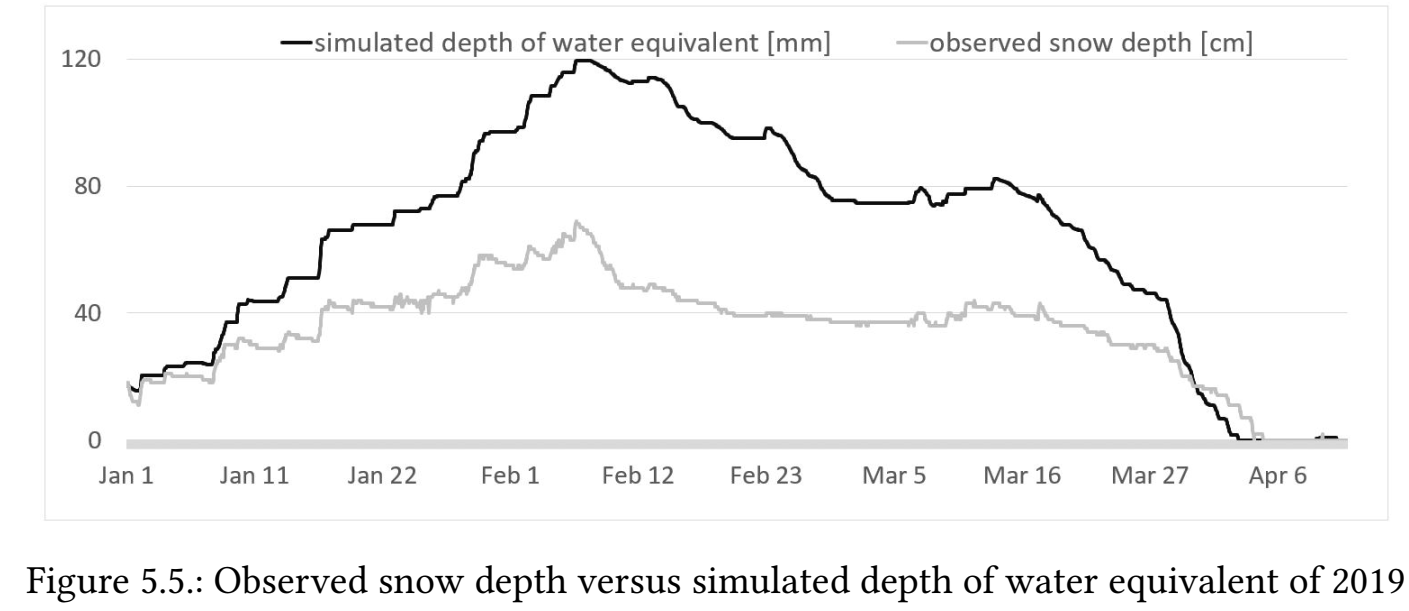 simulated depth of water equivalent [mm] observed snow depth [cm]
120
80
40
0
Jan 1 Jan 11 Jan 22 Feb 1 Feb 12 Feb 23 Mar 5 Mar 16 Mar 27 Apr 6
Figure 5.5.: Observed snow depth versus simulated depth of water equivalent of 2019